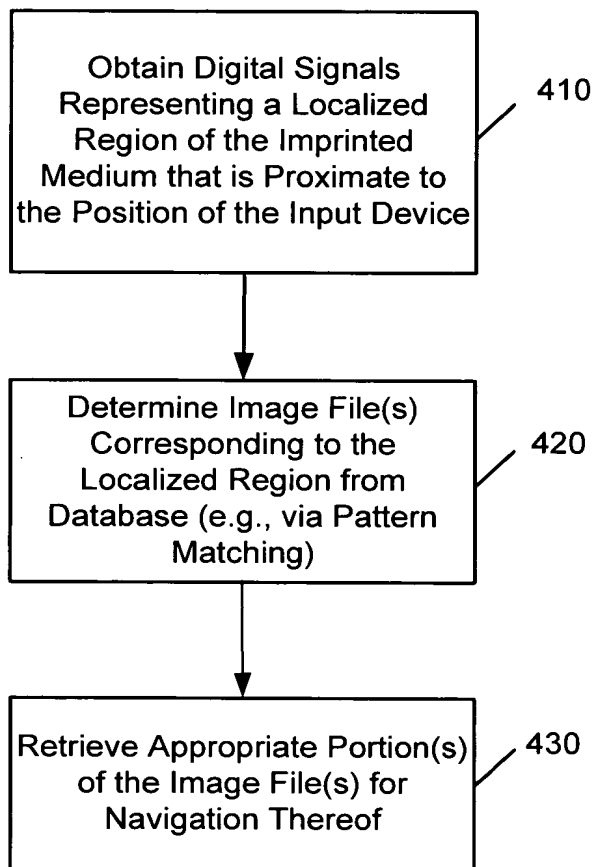 Obtain Digital Signals
Representing a Localized
Region of the Imprinted
Medium that is Proximate to
the Position of the Input Device
410
Determine Image File(s)
Corresponding to the
Localized Region from
Database (e.g., via Pattern
Matching)
420
Retrieve Appropriate Portion(s)
of the Image File(s) for
Navigation Thereof
430